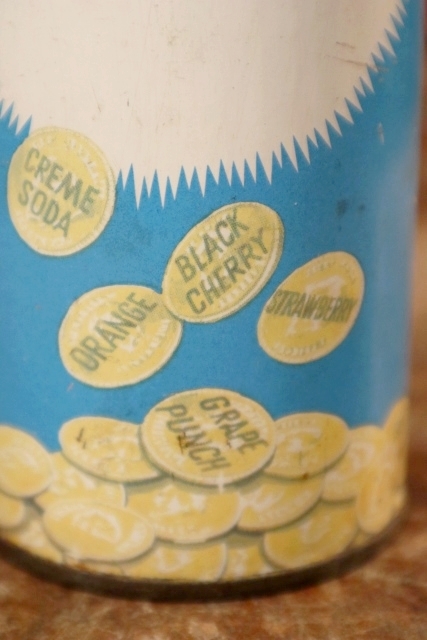 CREME
SODA
BLACK
CHERRY
ORANGE
STRAWBERRY
GRAPE
PUNCH